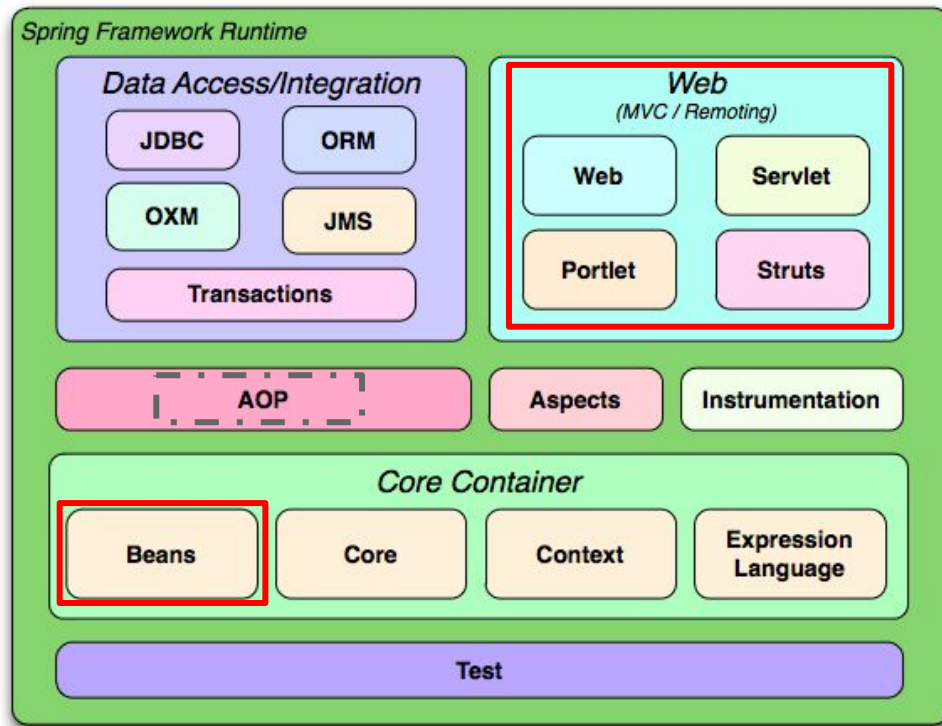 Spring Framework Runtime
Data Access/Integration
JDBC
ORM
OXM
JMS
Transactions
Web
(MVC / Remoting)
Web
Servlet
Portlet
Struts
AOP
Aspects
Instrumentation
Core Container
Beans
Core
Context
Expression
Language
Test